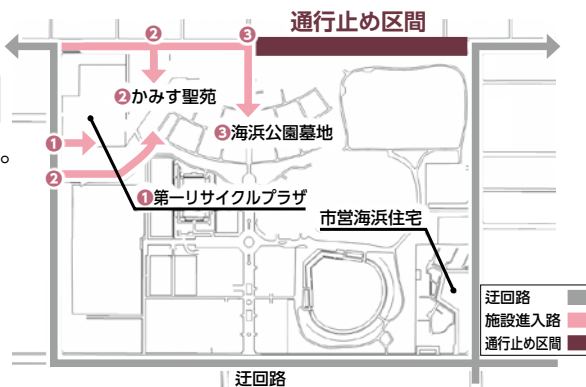 通行止め区間
❷
❸
❷かみす聖苑
❸海浜公園墓地
❶
。
❷
❶第一リサイクルプラザ
市営海浜住宅
迂回路
施設進入路
通行止め区間
迂回路